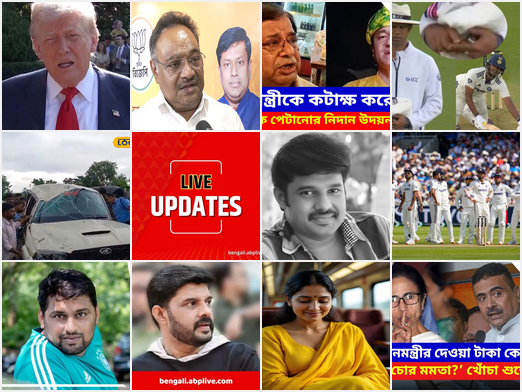 বিজেপি
ন্ত্রীকে কটাক্ষ করে
ক পেটানোর নিদান উদয়ন
LIVE
UPDATES
bengali.abplive.com
bengali.abplive.com
নমন্ত্রীর দেওয়া টাকা কে
চোর মমতা?' খোঁচা শুভে